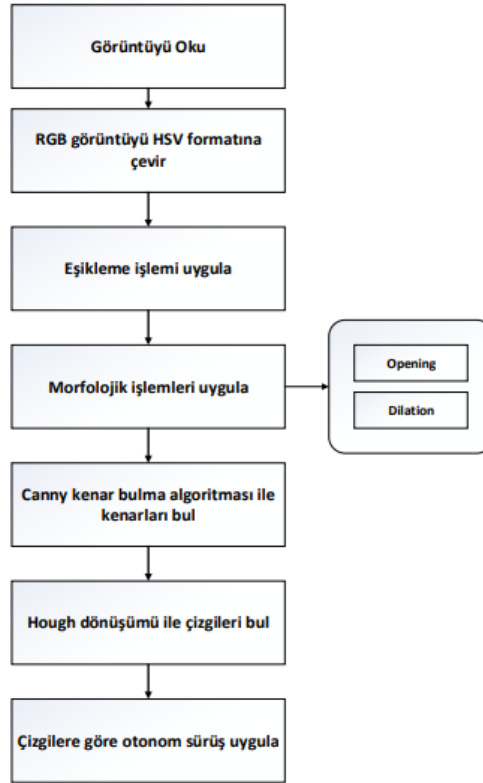 Görüntüyü Oku
RGB görüntüyü HSV formatına
çevir
Eşikleme işlemi uygula
Morfolojik işlemleri uygula
Opening
Dilation
Canny kenar bulma algoritması ile
kenarları bul
Hough dönüşümü ile çizgileri bul
Çizgilere göre otonom sürüş uygula